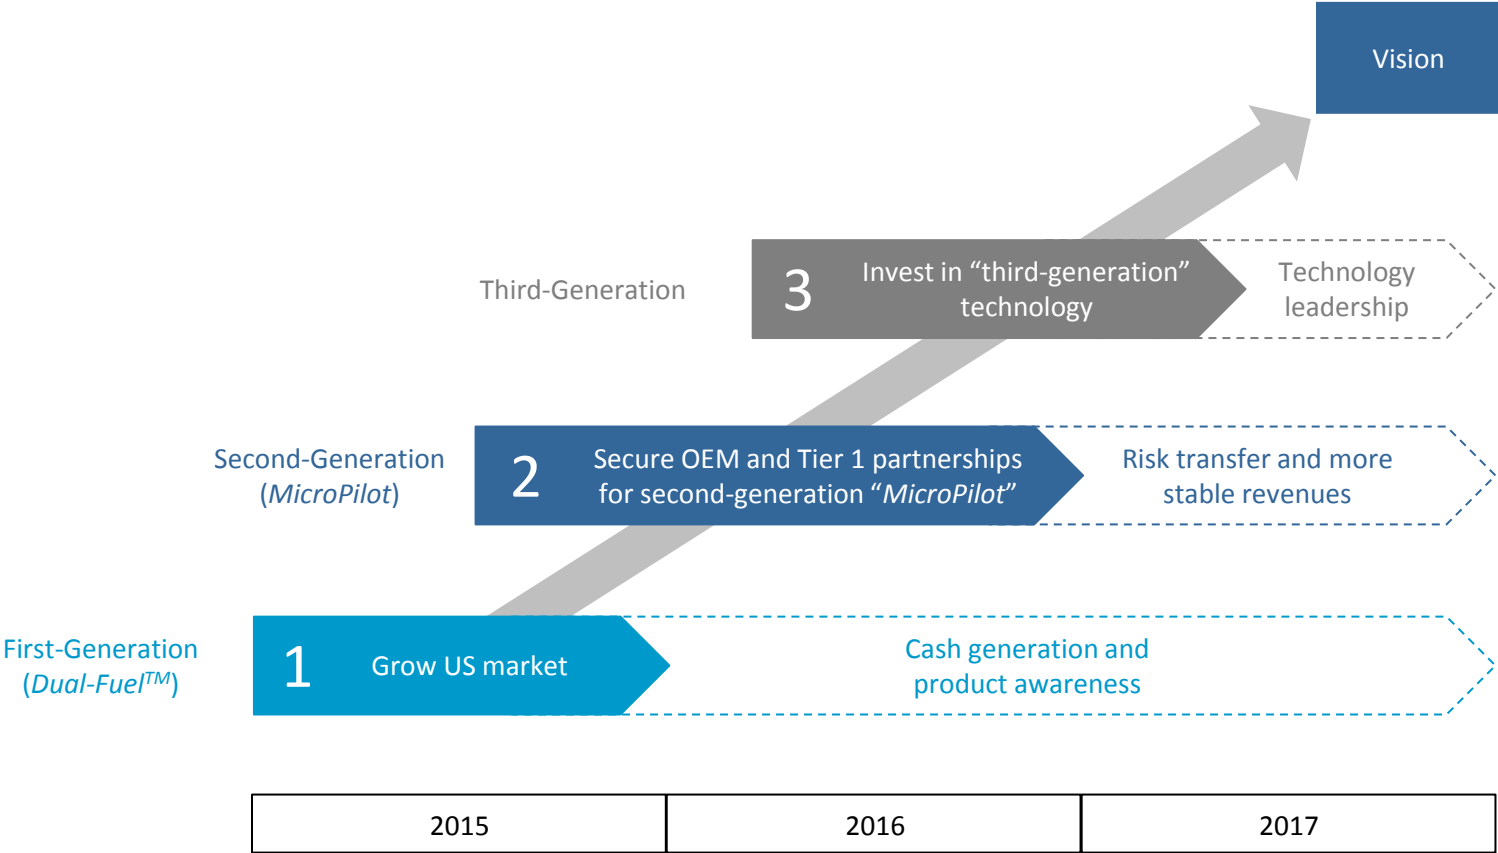 Vision
Third-Generation
3
Invest in “third-generation”
technology
Technology
leadership
Second-Generation
(MicroPilot)
2
Secure OEM and Tier 1 partnerships
for second-generation “MicroPilot”
Risk transfer and more
stable revenues
First-Generation
(Dual-Fuel™)
1
Grow US market
Cash generation and
product awareness
2015
2016
2017